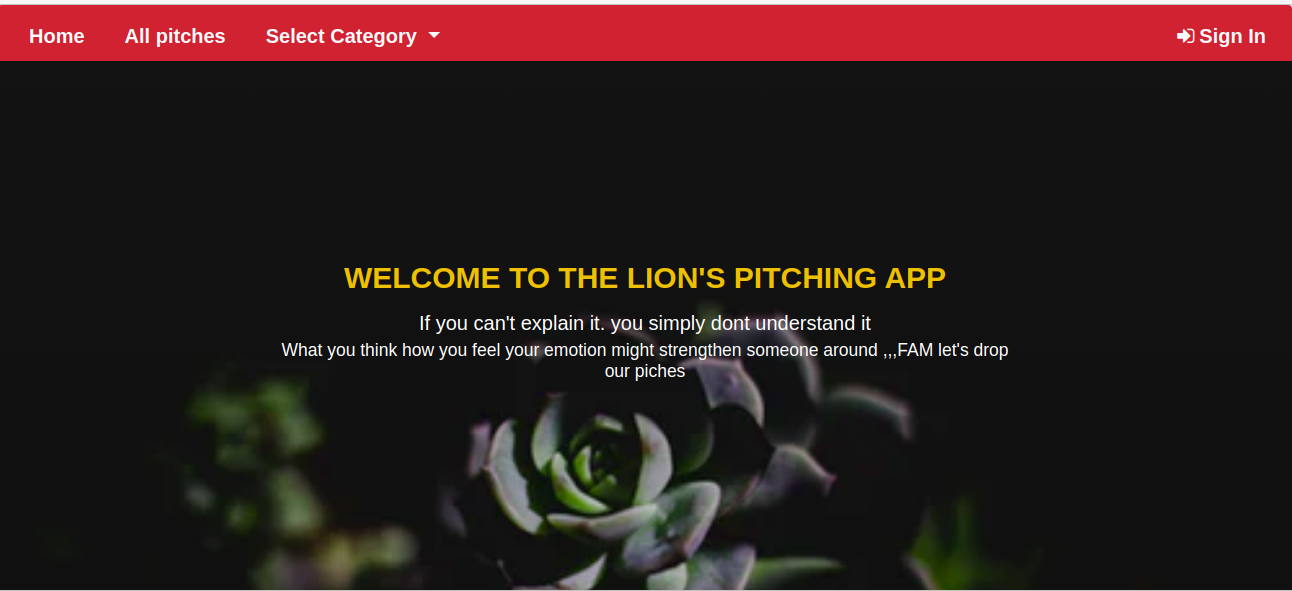 Home All pitches Select Category Sign In
WELCOME TO THE LION'S PITCHING APP
If you can't explain it. you simply dont understand it
What you think how you feel your emotion might strengthen someone around ,,,FAM let's drop
our piches